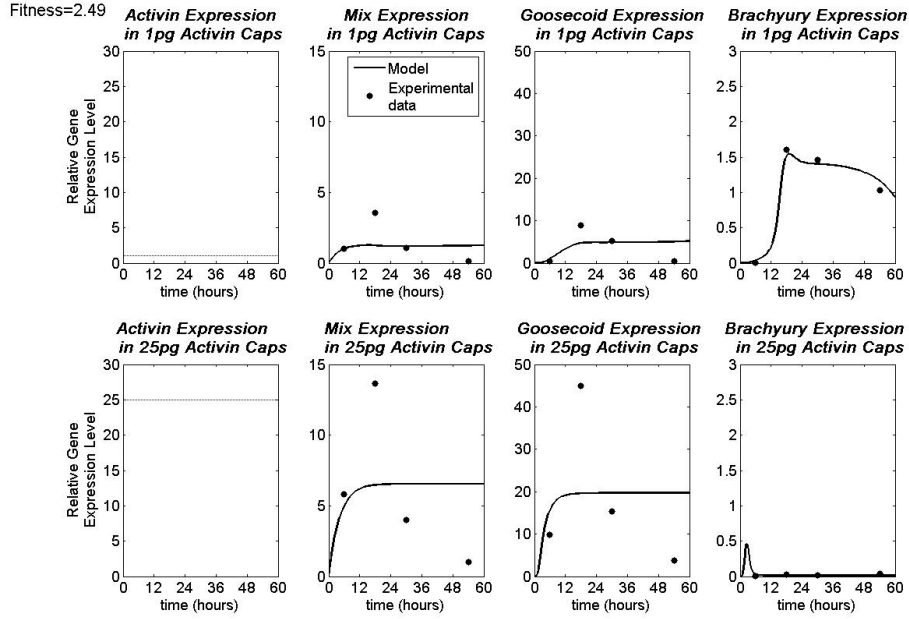 Fitness=2.49
Activin Expression
in 1pg Activin Caps
Mix Expression
in 1pg Activin Caps
Goosecoid Expression
in 1pg Activin Caps
Brachyury Expression
in 1pg Activin Caps
Relative Gene
Expression Level
30
25
20
15
10
5
0
0 12 24 36 48 60
time (hours)
15
10
5
0
Model
Experimental
data
0 12 24 36 48 60
time (hours)
50
40
30
20
10
0
0 12 24 36 48 60
time (hours)
3
2.5
2
1.5
1
0.5
0
0 12 24 36 48 60
time (hours)
Activin Expression
in 25pg Activin Caps
Mix Expression
in 25pg Activin Caps
Goosecoid Expression
in 25pg Activin Caps
Brachyury Expression
in 25pg Activin Caps
Relative Gene
Expression Level
30
25
20
15
10
5
0
0 12 24 36 48 60
time (hours)
15
10
5
0
0 12 24 36 48 60
time (hours)
50
40
30
20
10
0
0 12 24 36 48 60
time (hours)
3
2.5
2
1.5
1
0.5
0
0 12 24 36 48 60
time (hours)